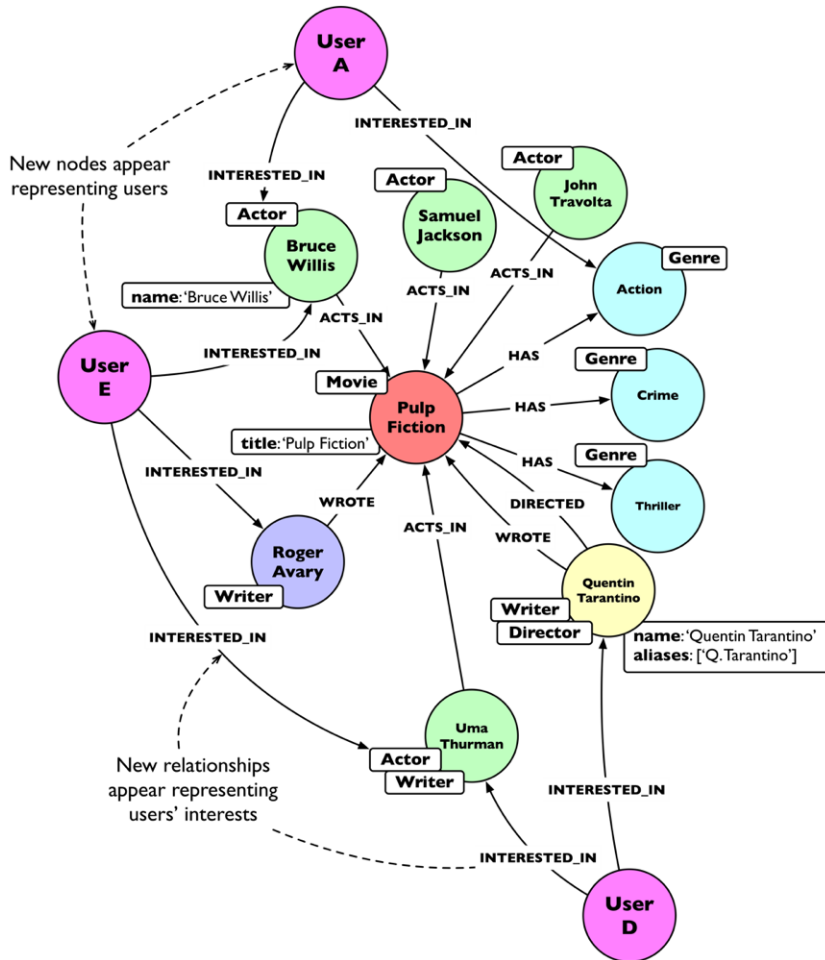 User
A
INTERESTED_IN
New nodes appear
representing users
INTERESTED_IN
Actor
Bruce
Willis
name:‘Bruce Willis’
Actor
Samuel
Jackson
Actor
John
Travolta
Genre
Action
ACTS_IN
ACTS_IN
ACTS_IN
User
E
INTERESTED_IN
HAS
Movie
Pulp
Fiction
title:‘Pulp Fiction’
HAS
Genre
Crime
HAS
Genre
Thriller
INTERESTED_IN
WROTE
ACTS_IN
DIRECTED
WROTE
Roger
Avary
Writer
Quentin
Tarantino
Writer
Director
name:‘Quentin Tarantino’
aliases: [‘Q.Tarantino’]
INTERESTED_IN
Uma
Thurman
Actor
Writer
New relationships
appear representing
users’ interests
INTERESTED_IN
INTERESTED_IN
User
D